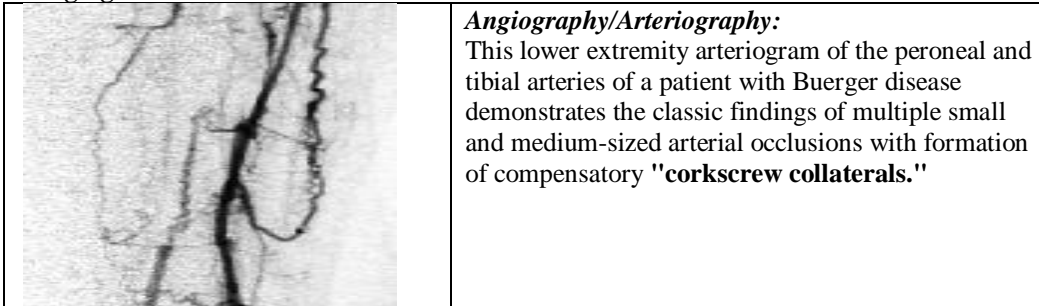 Angiography/Arteriography:
This lower extremity arteriogram of the peroneal and
tibial arteries of a patient with Buerger disease
demonstrates the classic findings of multiple small
and medium-sized arterial occlusions with formation
of compensatory "corkscrew collaterals."